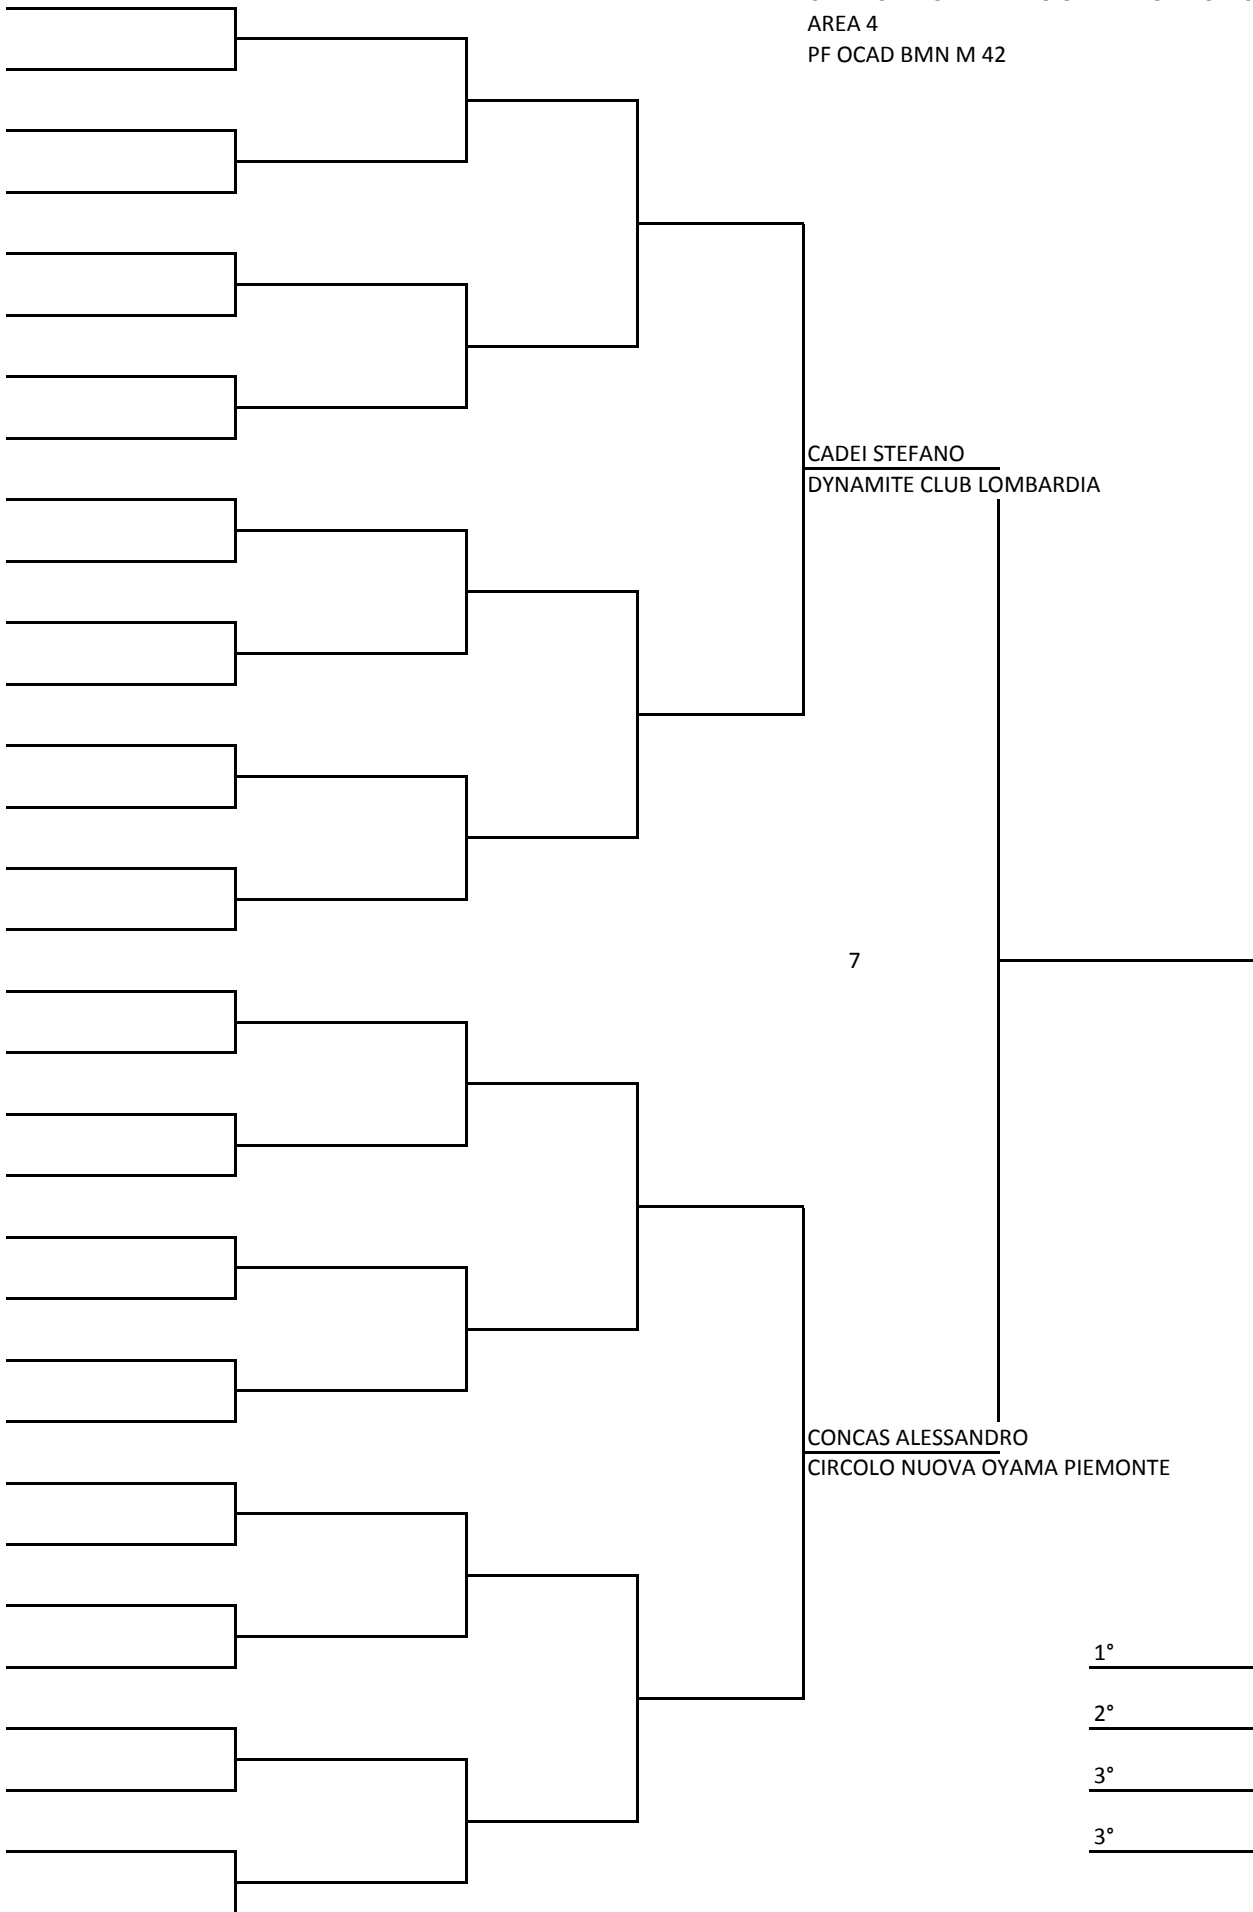 AREA 4
PF OCAD BMN M 42
CADEI STEFANO
DYNAMITE CLUB LOMBARDIA
7
CONCAS ALESSANDRO
CIRCOLO NUOVA OYAMA PIEMONTE
1°
2°
3°
3°